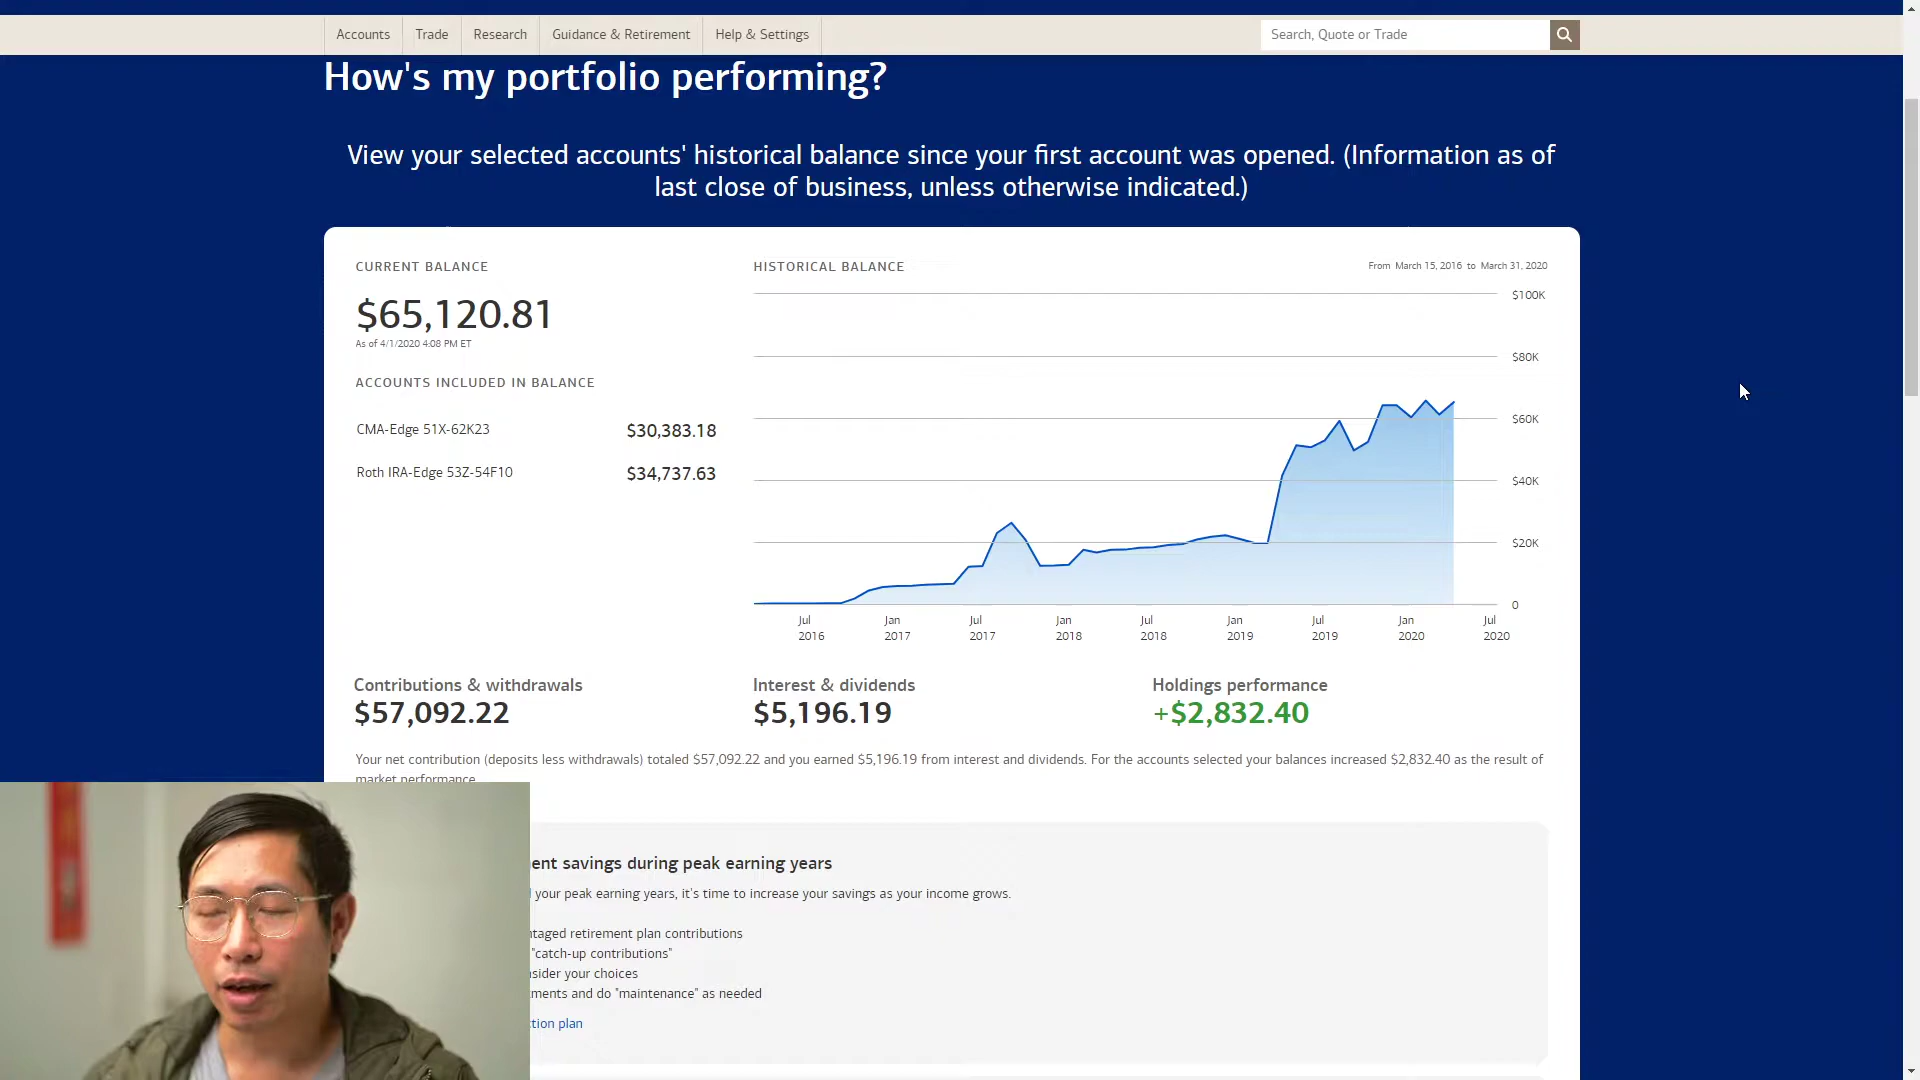 Accounts
Trade
Research
Guidance & Retirement
Help & Settings
Search, Quote or Trade
How's my portfolio performing?
View your selected accounts' historical balance since your first account was opened. (Information as of
last close of business, unless otherwise indicated.)
CURRENT BALANCE
$65,120.81
As of 4/1/2020 4:08 PM ET
ACCOUNTS INCLUDED IN BALANCE
CMA-Edge 51X-62K23 $30,383.18
Roth IRA-Edge 53Z-54F10 $34,737.63
HISTORICAL BALANCE
From March 15, 2016 to March 31, 2020
$100K
$80K
$60K
$40K
$20K
0
Jul 2016
Jan 2017
Jul 2017
Jan 2018
Jul 2018
Jan 2019
Jul 2019
Jan 2020
Jul 2020
Contributions & withdrawals
$57,092.22
Interest & dividends
$5,196.19
Holdings performance
+$2,832.40
Your net contribution (deposits less withdrawals) totaled $57,092.22 and you earned $5,196.19 from interest and dividends. For the accounts selected your balances increased $2,832.40 as the result of
market performance.
ent savings during peak earning years
your peak earning years, it's time to increase your savings as your income grows.
ntaged retirement plan contributions
"catch-up contributions"
nsider your choices
tments and do "maintenance" as needed
ction plan